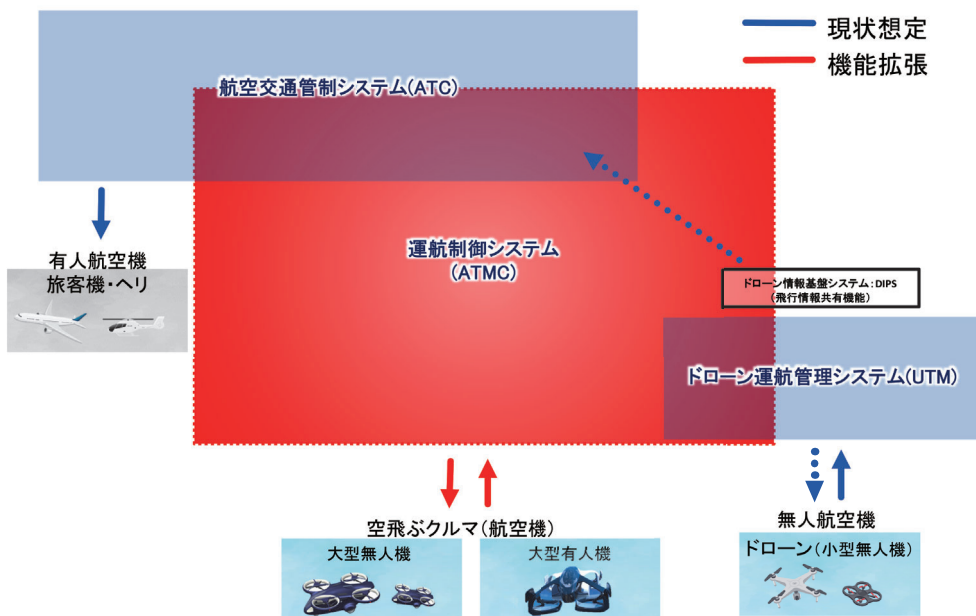 現状想定
機能拡張
航空交通管制システム(ATC)
運航制御システム
(ATMC)
有人航空機
旅客機・ヘリ
ドローン情報基盤システム:DIPS
(飛行情報共有機能)
ドローン運航管理システム(UTM)
空飛ぶクルマ(航空機)
大型無人機
大型有人機
無人航空機
ドローン(小型無人機)